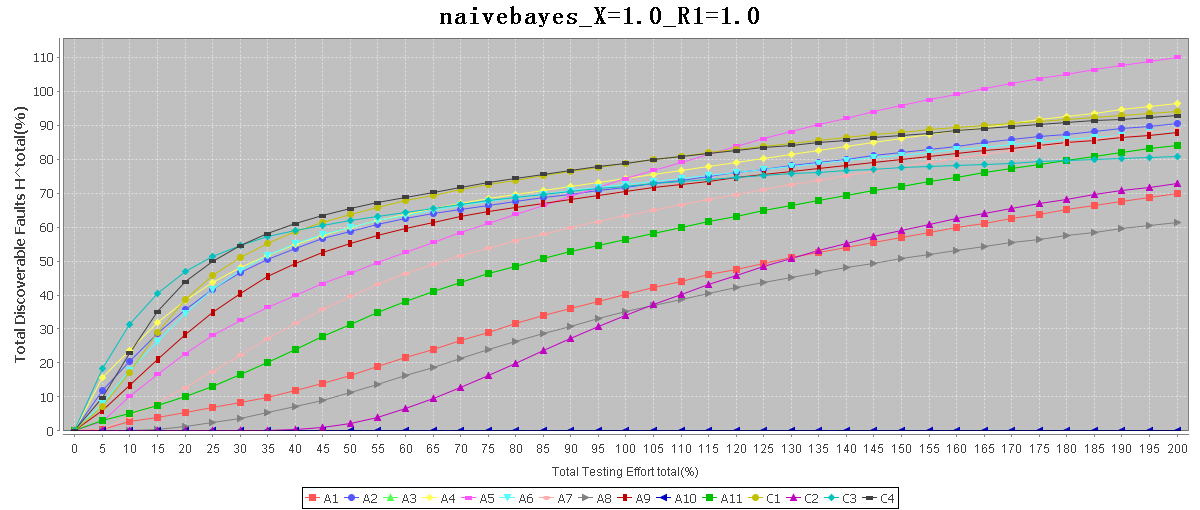 naivebayes_X=1.0_R1=1.0
Total Discoverable Faults H^total(%)
110
100
90
80
70
60
50
40
30
20
10
0
0 5 10 15 20 25 30 35 40 45 50 55 60 65 70 75 80 85 90 95 100 105 110 115 120 125 130 135 140 145 150 155 160 165 170 175 180 185 190 195 200
Total Testing Effort total(%)
A1 A2 A3 A4 A5 A6 A7 A8 A9 A10 A11 C1 C2 C3 C4